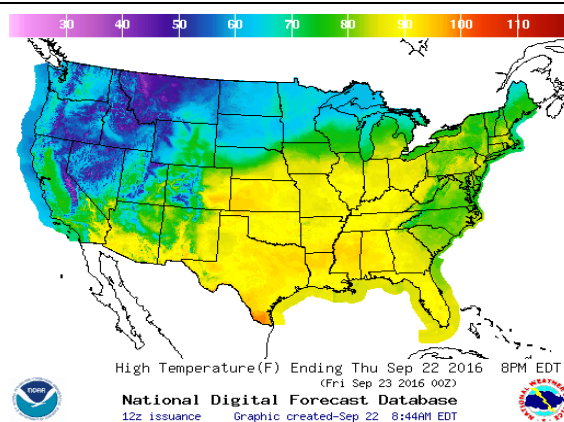 30 40 50 60 70 80 90 100 110
High Temperature(F) Ending Thu Sep 22 2016 8PM EDT
(Fri Sep 23 2016 00Z)
National Digital Forecast Database
12z issuance Graphic created-Sep 22 8:44AM EDT
noaa